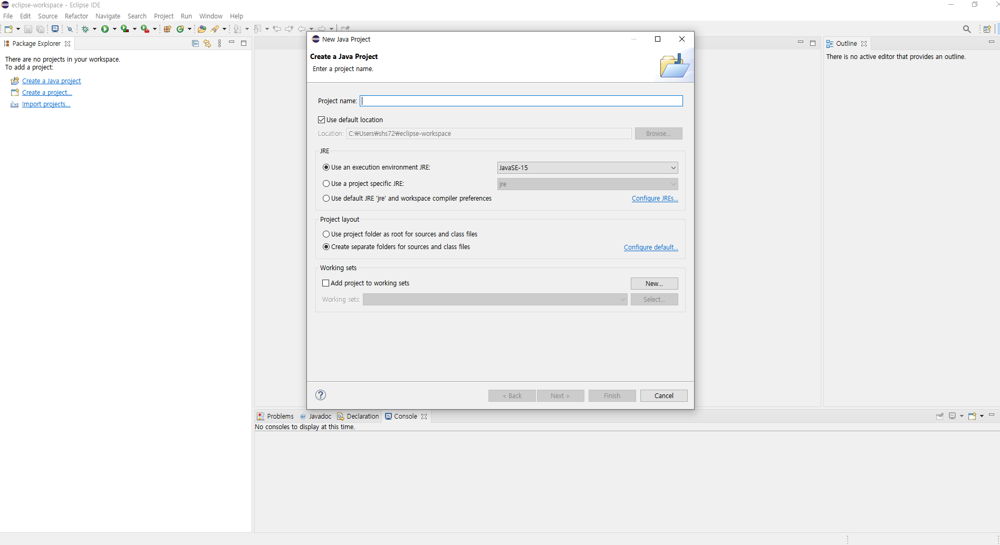 eclipse-workspace - Eclipse IDE
File Edit Source Refactor Navigate Search Project Run Window Help
Package Explorer
There are no projects in your workspace.
To add a project:
Create a Java project
Create a project...
Import projects...
New Java Project
Create a Java Project
Enter a project name.
Project name:
Use default location
Location: C:₩Users₩shs72₩eclipse-workspace Browse...
JRE
Use an execution environment JRE: JavaSE-15
Use a project specific JRE: jre
Use default JRE 'jre' and workspace compiler preferences Configure JREs...
Project layout
Use project folder as root for sources and class files
Create separate folders for sources and class files Configure default...
Working sets
Add project to working sets New...
Working sets: Select...
? < Back Next > Finish Cancel
Outline
There is no active editor that provides an outline.
Problems @ Javadoc Declaration Console
No consoles to display at this time.